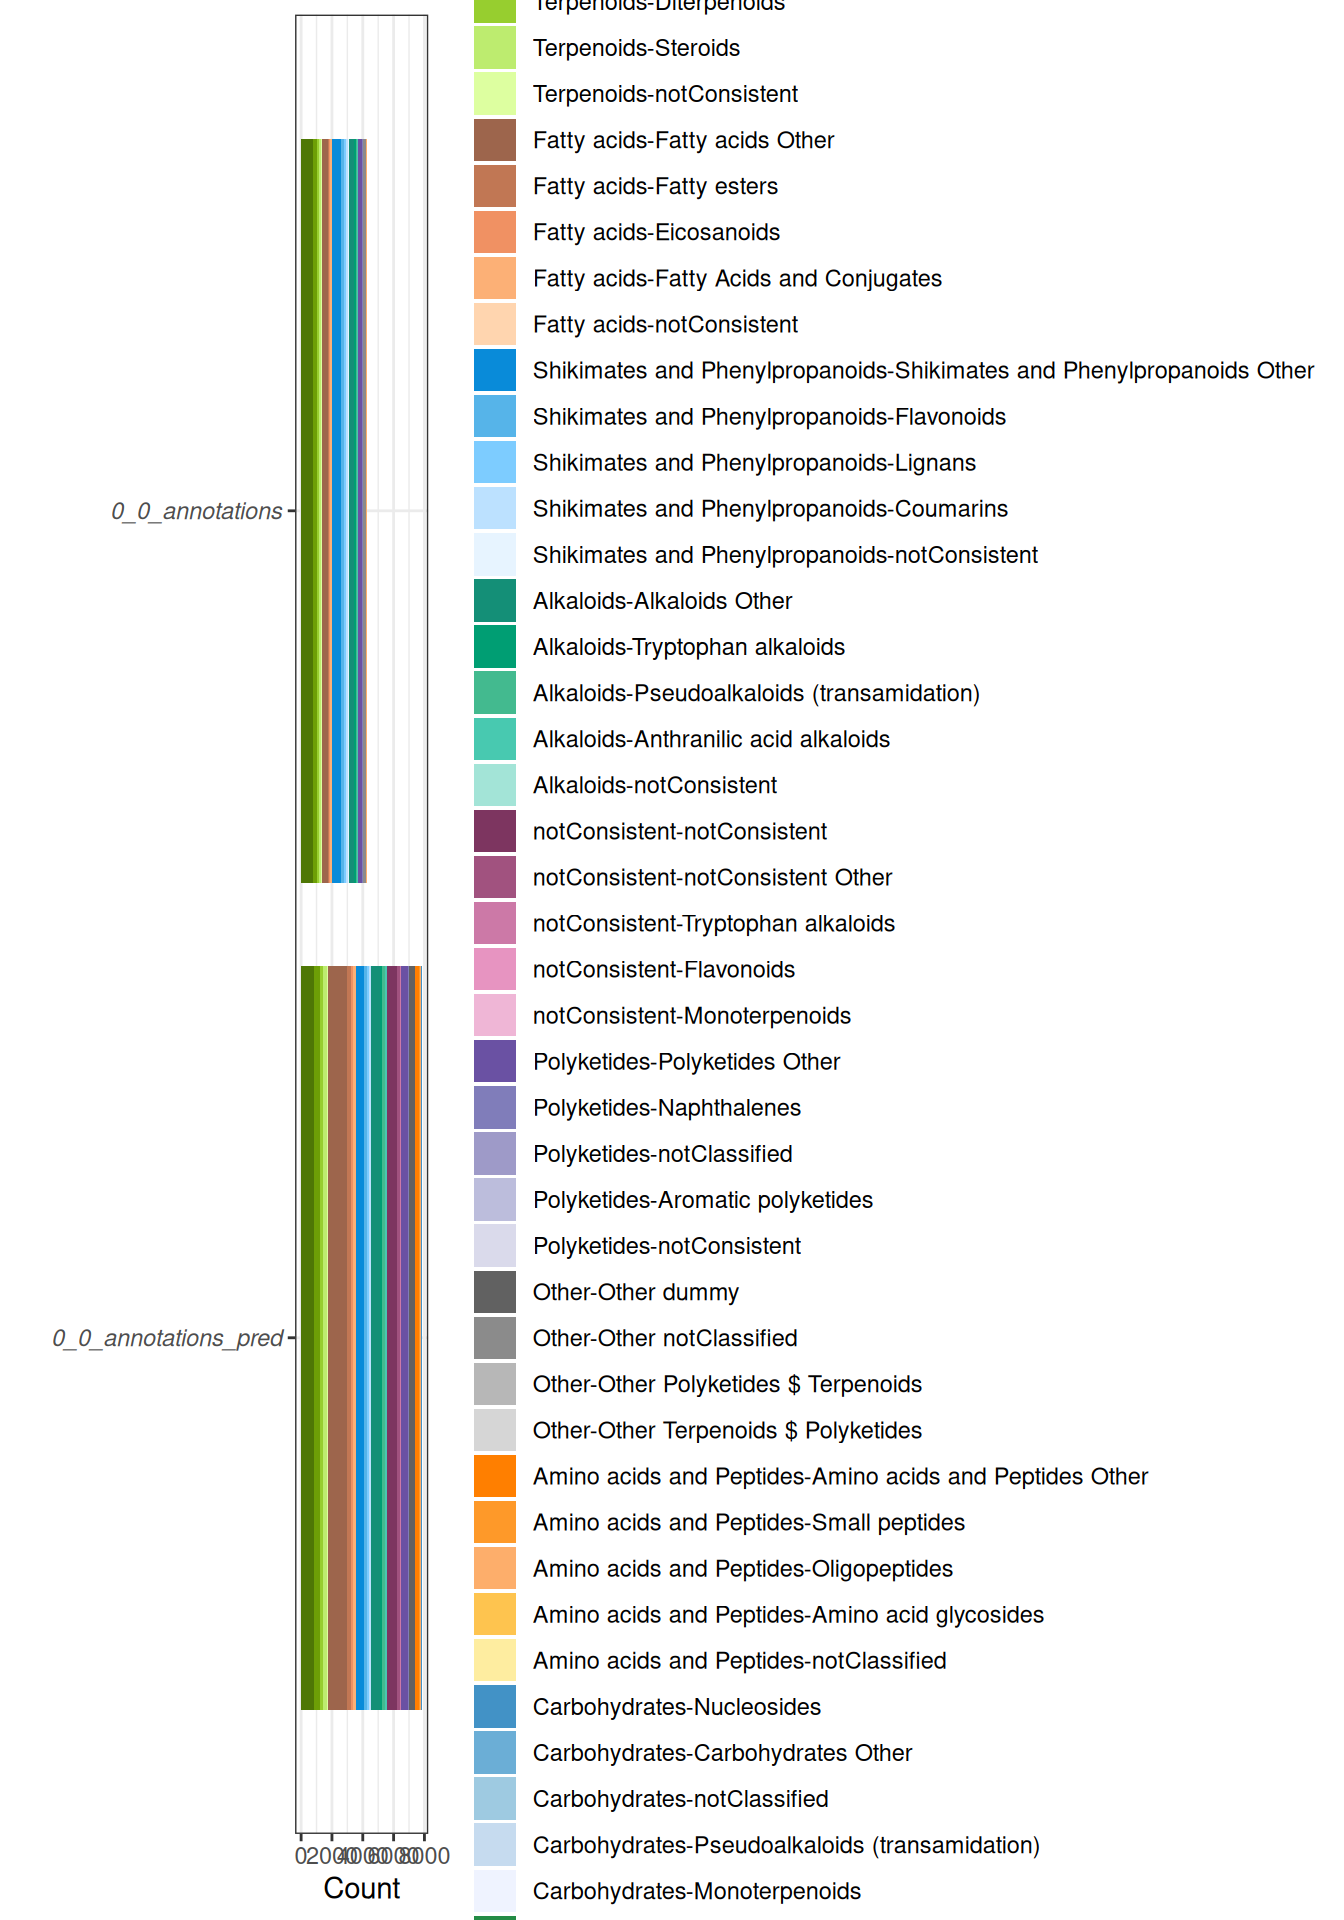 Terpenoids-Diterpenoids
Terpenoids-Steroids
Terpenoids-notConsistent
Fatty acids-Fatty acids Other
Fatty acids-Fatty esters
Fatty acids-Eicosanoids
Fatty acids-Fatty Acids and Conjugates
Fatty acids-notConsistent
Shikimates and Phenylpropanoids-Shikimates and Phenylpropanoids Other
Shikimates and Phenylpropanoids-Flavonoids
Shikimates and Phenylpropanoids-Lignans
Shikimates and Phenylpropanoids-Coumarins
Shikimates and Phenylpropanoids-notConsistent
Alkaloids-Alkaloids Other
Alkaloids-Tryptophan alkaloids
Alkaloids-Pseudoalkaloids (transamidation)
Alkaloids-Anthranilic acid alkaloids
Alkaloids-notConsistent
notConsistent-notConsistent
notConsistent-notConsistent Other
notConsistent-Tryptophan alkaloids
notConsistent-Flavonoids
notConsistent-Monoterpenoids
Polyketides-Polyketides Other
Polyketides-Naphthalenes
Polyketides-notClassified
Polyketides-Aromatic polyketides
Polyketides-notConsistent
Other-Other dummy
Other-Other notClassified
Other-Other Polyketides $ Terpenoids
Other-Other Terpenoids $ Polyketides
Amino acids and Peptides-Amino acids and Peptides Other
Amino acids and Peptides-Small peptides
Amino acids and Peptides-Oligopeptides
Amino acids and Peptides-Amino acid glycosides
Amino acids and Peptides-notClassified
Carbohydrates-Nucleosides
Carbohydrates-Carbohydrates Other
Carbohydrates-notClassified
Carbohydrates-Pseudoalkaloids (transamidation)
Carbohydrates-Monoterpenoids
0_0_annotations
0_0_annotations_pred
0 2000 4000 6000 8000
Count